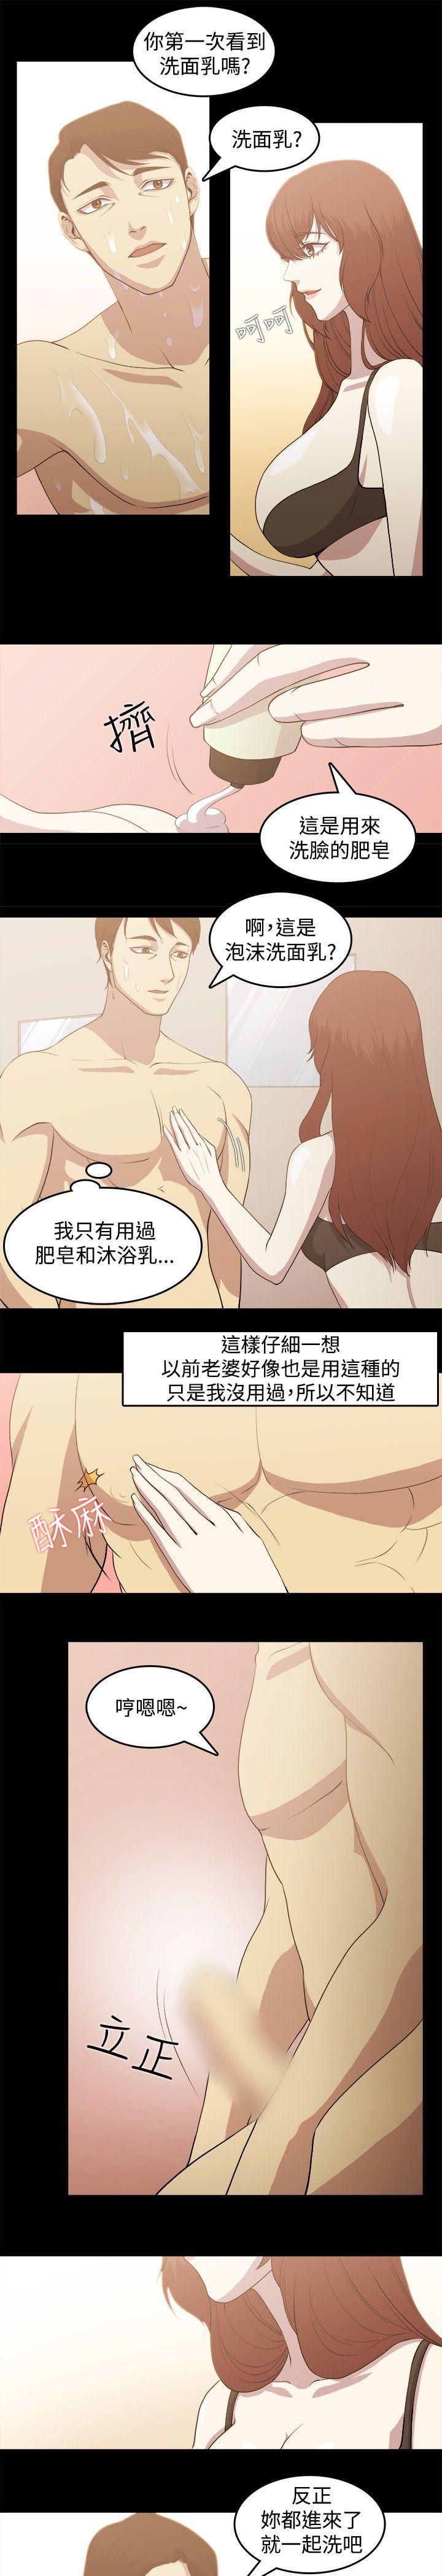 你第一次看到
洗面乳嗎?
洗面乳?
呵呵
擠
這是用來
洗臉的肥皂
啊,這是
泡沫洗面乳?
我只有用過
肥皂和沐浴乳...
這樣仔細一想
以前老婆好像也是用這種的
只是我沒用過,所以不知道
酥麻
哼嗯嗯~
立正
反正
妳都進來了
就一起洗吧